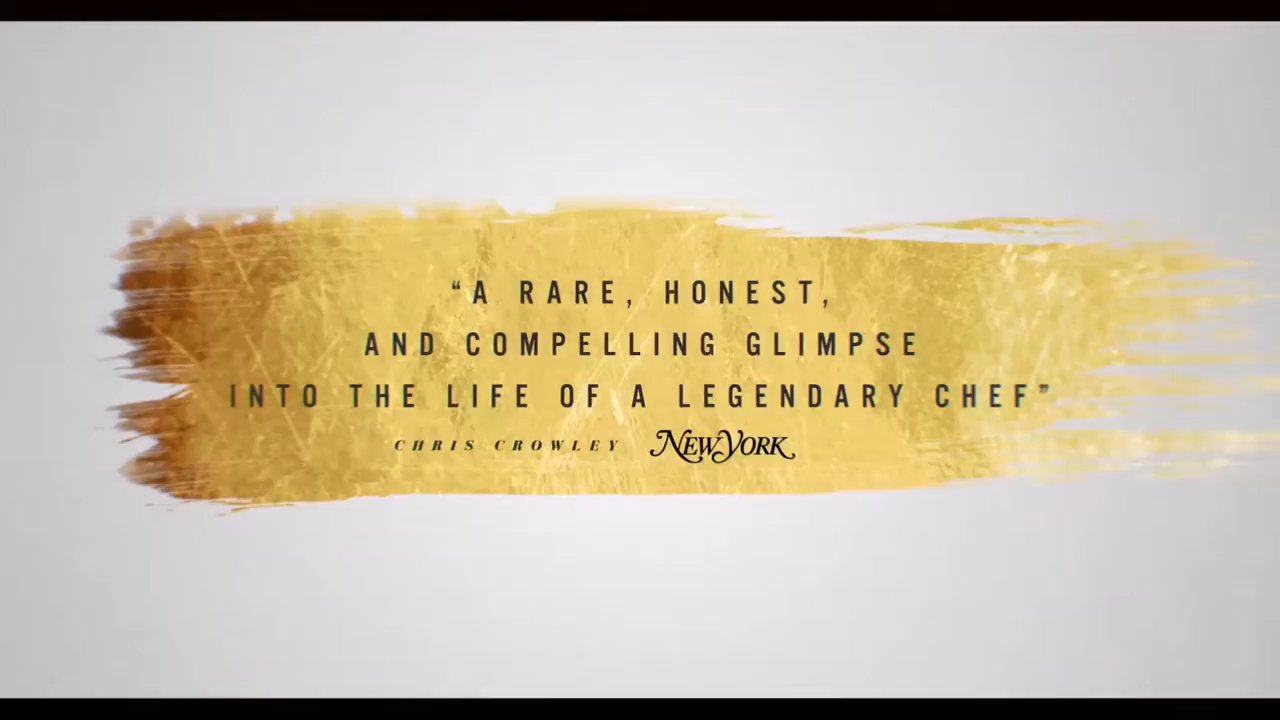 “A RARE, HONEST,
AND COMPELLING GLIMPSE
INTO THE LIFE OF A LEGENDARY CHEF”
CHRIS CROWLEY NEW YORK